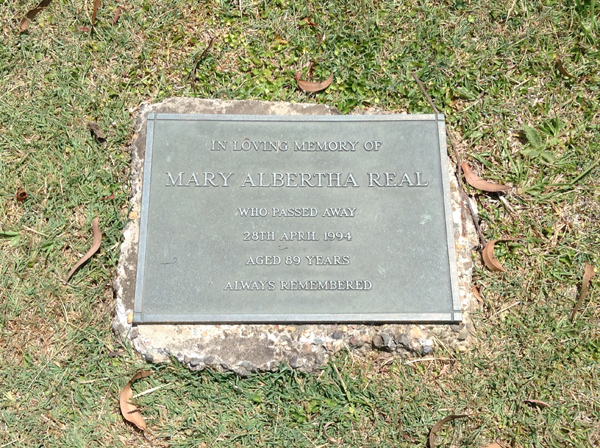 IN LOVING MEMORY OF
MARY ALBERTHA REAL
WHO PASSED AWAY
28TH APRIL 1994
AGED 89 YEARS
ALWAYS REMEMBERED